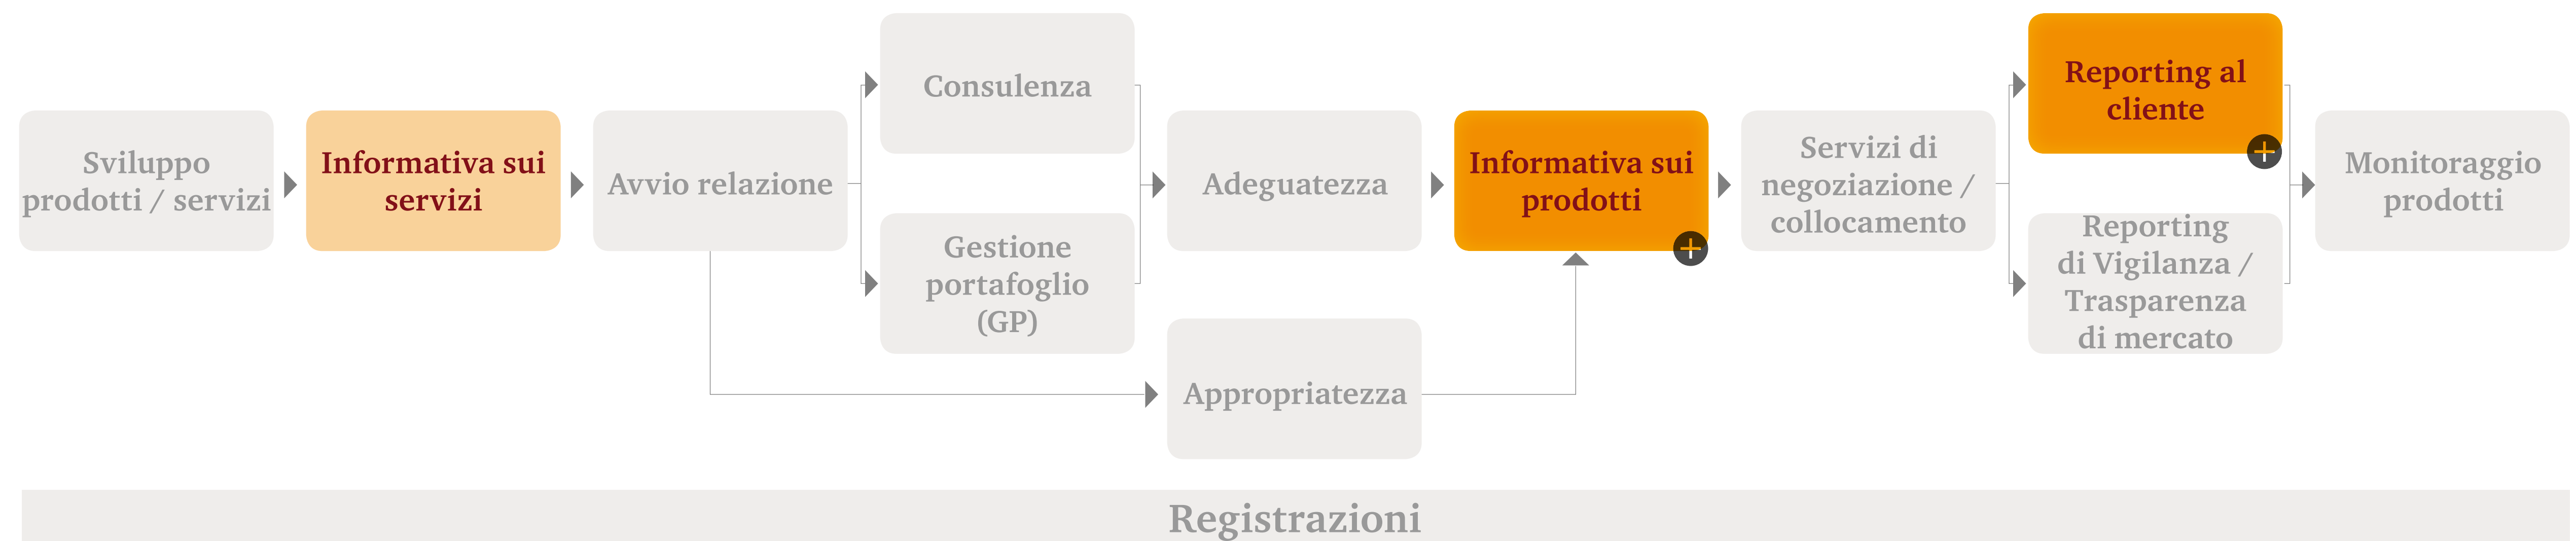 Sviluppo
prodotti / servizi
Informativa sui
servizi
Avvio relazione
Consulenza
Gestione
portafoglio
(GP)
Adeguatezza
Appropriatezza
Informativa sui
prodotti
Servizi di
negoziazione /
collocamento
Reporting al
cliente
Reporting
di Vigilanza /
Trasparenza
di mercato
Monitoraggio
prodotti
Registrazioni